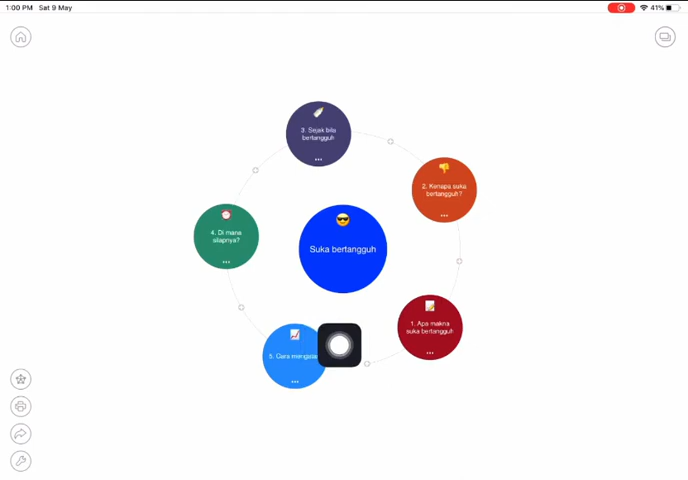 1:00 PM Sat 9 May
41%
3. Sejak bila
bertangguh
2. Kenapa suka
bertangguh?
4. Di mana
silapnya?
Suka bertangguh
1. Apa makna
suka bertangguh
5. Cara